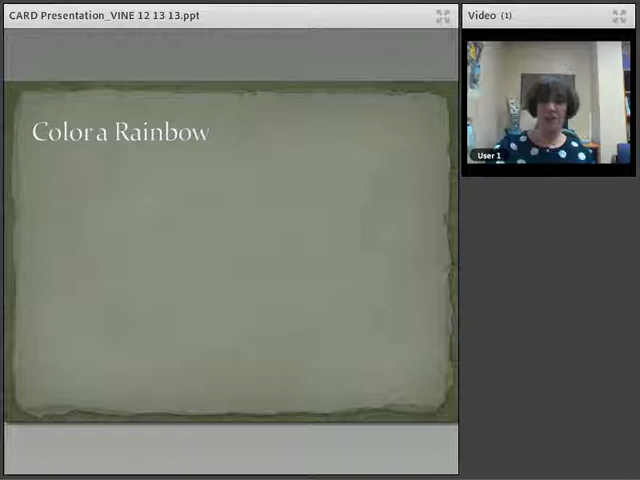 CARD Presentation_VINE 12 13 13.ppt
Video (1)
Color a Rainbow
User 1